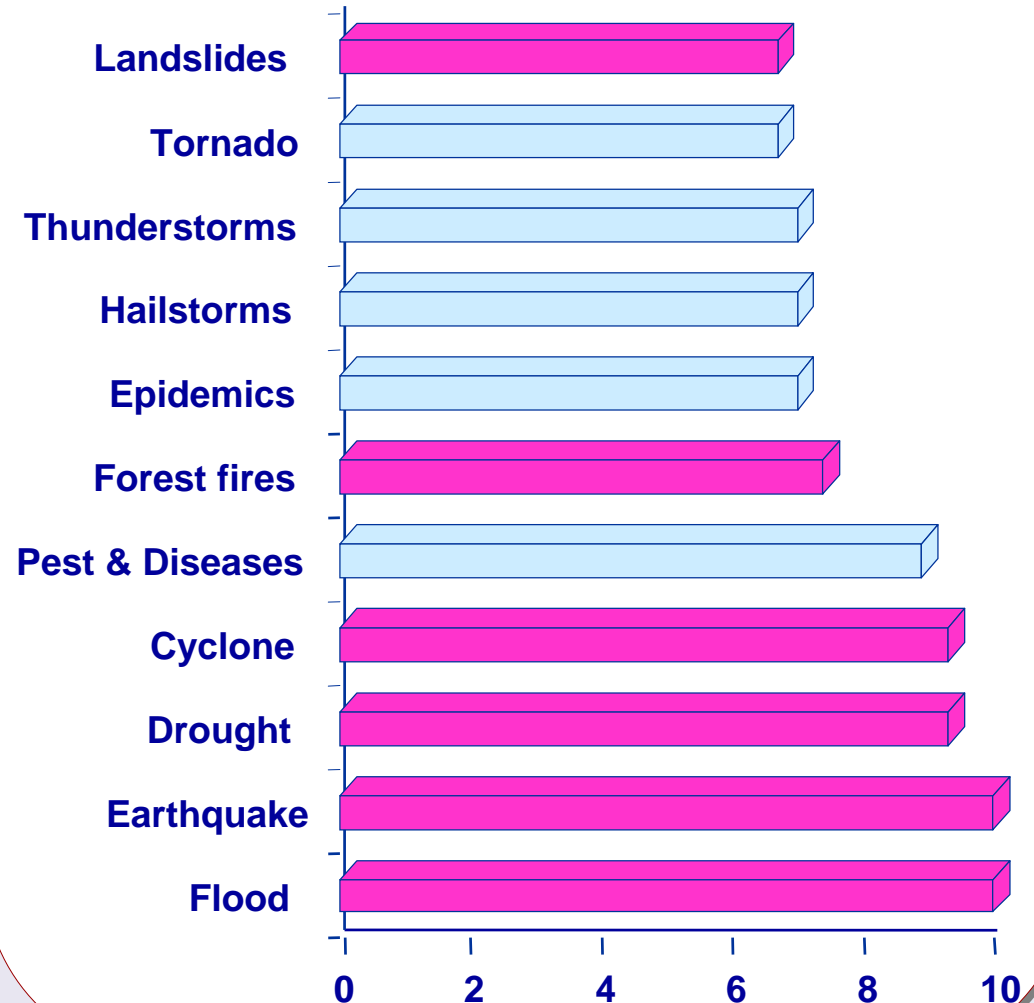 Landslides
Tornado
Thunderstorms
Hailstorms
Epidemics
Forest fires
Pest & Diseases
Cyclone
Drought
Earthquake
Flood
0 2 4 6 8 10